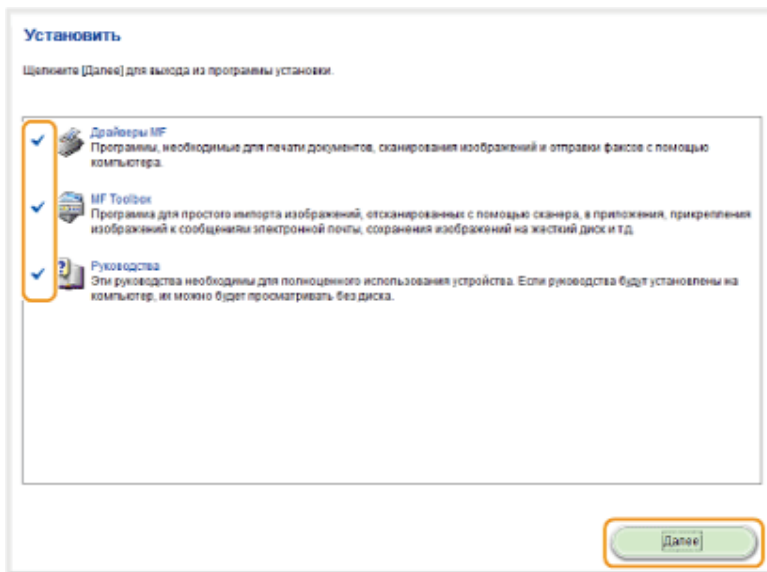 Установить
Щелкните [Далее] для выхода из программы установки.
Драйверы MF
Программы, необходимые для печати документов, сканирования изображений и отправки факсов с помощью
компьютера.
MF Toolbox
Программа для простого импорта изображений, отсканированных с помощью сканера, в приложения, прикрепления
изображений к сообщениям электронной почты, сохранения изображений на жесткий диск и т.д.
Руководства
Эти руководства необходимы для полноценного использования устройства. Если руководства будут установлены на
компьютер, их можно будет просматривать без диска.
Далее